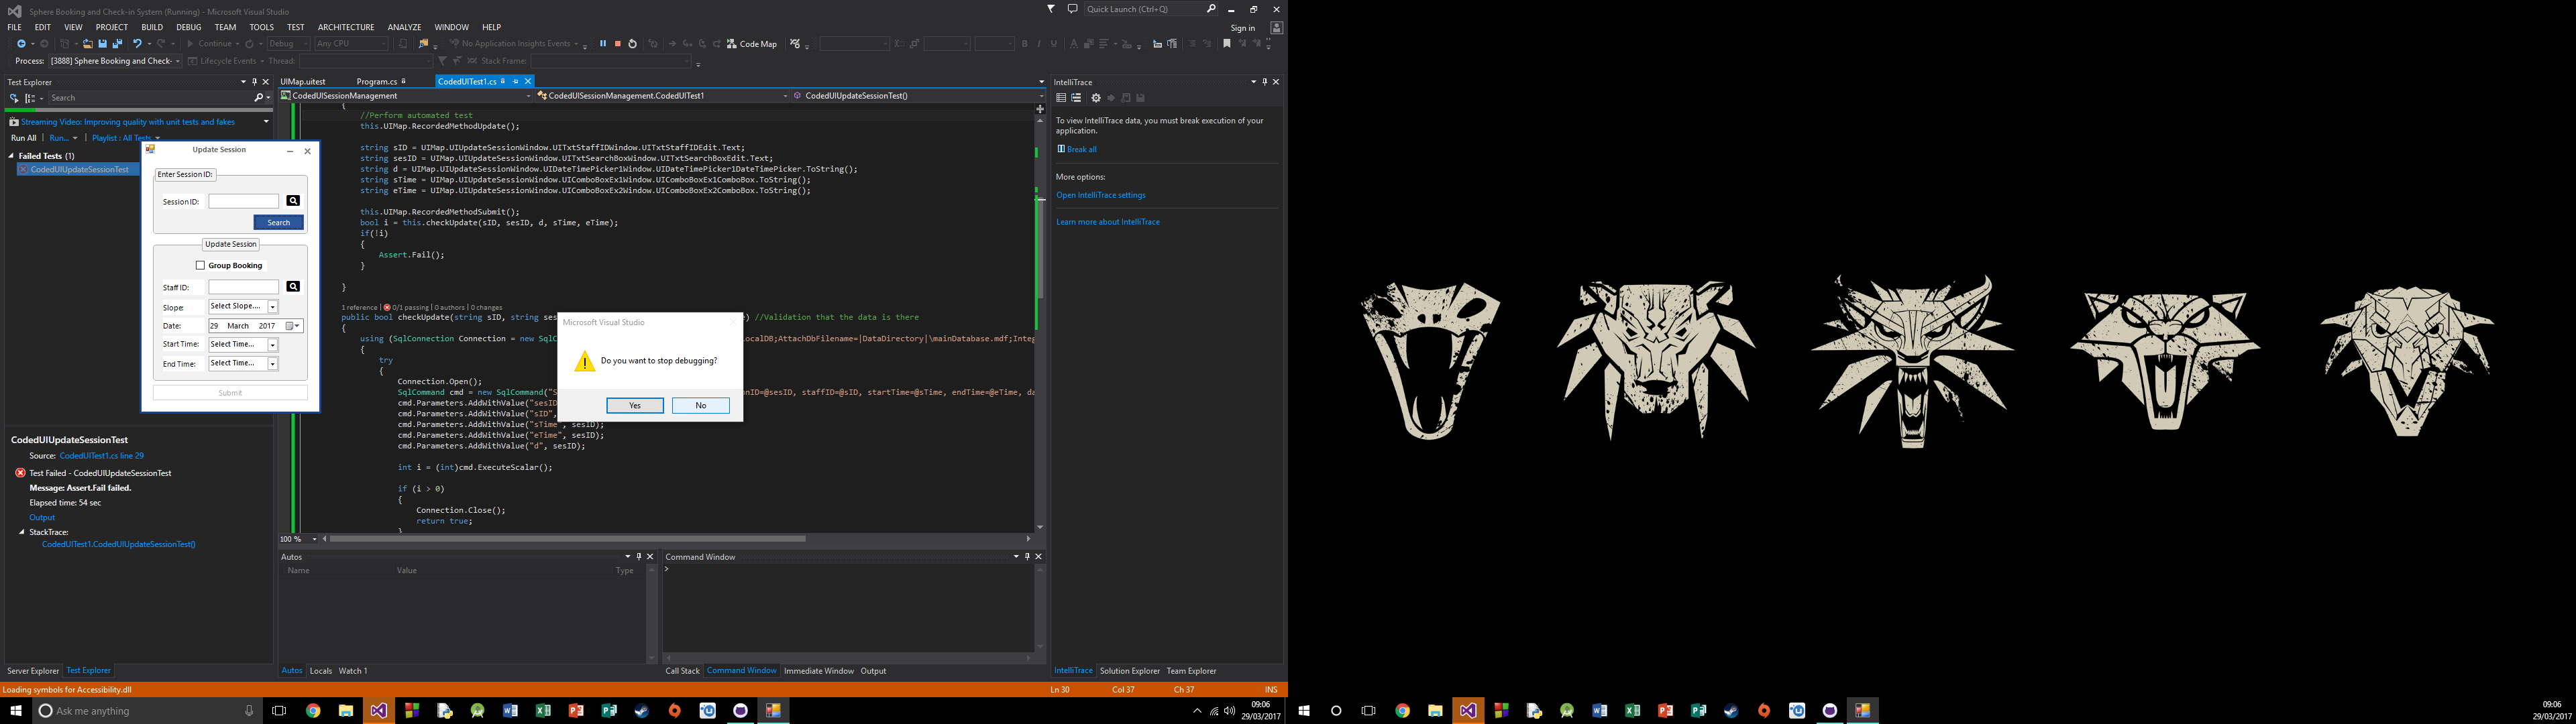 Sphere Booking and Check-in System (Running) - Microsoft Visual Studio
Quick Launch (Ctrl+Q)
FILE EDIT VIEW PROJECT BUILD DEBUG TEAM TOOLS TEST ARCHITECTURE ANALYZE WINDOW HELP
Sign in
Continue Debug Any CPU No Application Insights Events Code Map
Process: [3888] Sphere Booking and Check- Lifecycle Events Thread: Stack Frame:
Test Explorer
Search
Streaming Video: Improving quality with unit tests and fakes
Run All Run... Playlist : All Tests
Failed Tests (1)
CodedUIUpdateSessionTest
Update Session
Enter Session ID:
Session ID:
Search
Update Session
Group Booking
Staff ID:
Slope: Select Slope....
Date: 29 March 2017
Start Time: Select Time...
End Time: Select Time...
Submit
CodedUIUpdateSessionTest
Source: CodedUITest1.cs line 29
Test Failed - CodedUIUpdateSessionTest
Message: Assert.Fail failed.
Elapsed time: 54 sec
Output
StackTrace:
CodedUITest1.CodedUIUpdateSessionTest()
Server Explorer Test Explorer
UIMap.uitest Program.cs CodedUITest1.cs
CodedUISessionManagement CodedUISessionManagement.CodedUITest1 CodedUIUpdateSessionTest()
{
//Perform automated test
this.UIMap.RecordedMethodUpdate();
string sID = UIMap.UIUpdateSessionWindow.UITxtStaffIDWindow.UITxtStaffIDEdit.Text;
string sesID = UIMap.UIUpdateSessionWindow.UITxtSearchBoxWindow.UITxtSearchBoxEdit.Text;
string d = UIMap.UIUpdateSessionWindow.UIDateTimePicker1Window.UIDateTimePicker1DateTimePicker.ToString();
string sTime = UIMap.UIUpdateSessionWindow.UIComboBoxEx1Window.UIComboBoxEx1ComboBox.ToString();
string eTime = UIMap.UIUpdateSessionWindow.UIComboBoxEx2Window.UIComboBoxEx2ComboBox.ToString();
this.UIMap.RecordedMethodSubmit();
bool i = this.checkUpdate(sID, sesID, d, sTime, eTime);
if(!i)
{
Assert.Fail();
}
}
1 reference | 0/1 passing | 0 authors | 0 changes
public bool checkUpdate(string sID, string ses ) //Validation that the data is there
{
using (SqlConnection Connection = new SqlC ocalDB;AttachDbFilename=|DataDirectory|\mainDatabase.mdf;Integ
{
try
{
Connection.Open();
SqlCommand cmd = new SqlCommand("S onID=@sesID, staffID=@sID, startTime=@sTime, endTime=@eTime, da
cmd.Parameters.AddWithValue("sesID
cmd.Parameters.AddWithValue("sID",
cmd.Parameters.AddWithValue("sTime", sesID);
cmd.Parameters.AddWithValue("eTime", sesID);
cmd.Parameters.AddWithValue("d", sesID);
int i = (int)cmd.ExecuteScalar();
if (i > 0)
{
Connection.Close();
return true;
}
100 %
Microsoft Visual Studio
Do you want to stop debugging?
Yes No
Autos
Name Value Type
Autos Locals Watch 1
Command Window
>
Call Stack Command Window Immediate Window Output
IntelliTrace
To view IntelliTrace data, you must break execution of your
application.
Break all
More options:
Open IntelliTrace settings
Learn more about IntelliTrace
IntelliTrace Solution Explorer Team Explorer
Loading symbols for Accessibility.dll
Ln 30 Col 37 Ch 37 INS
Ask me anything
09:06
29/03/2017
09:06
29/03/2017